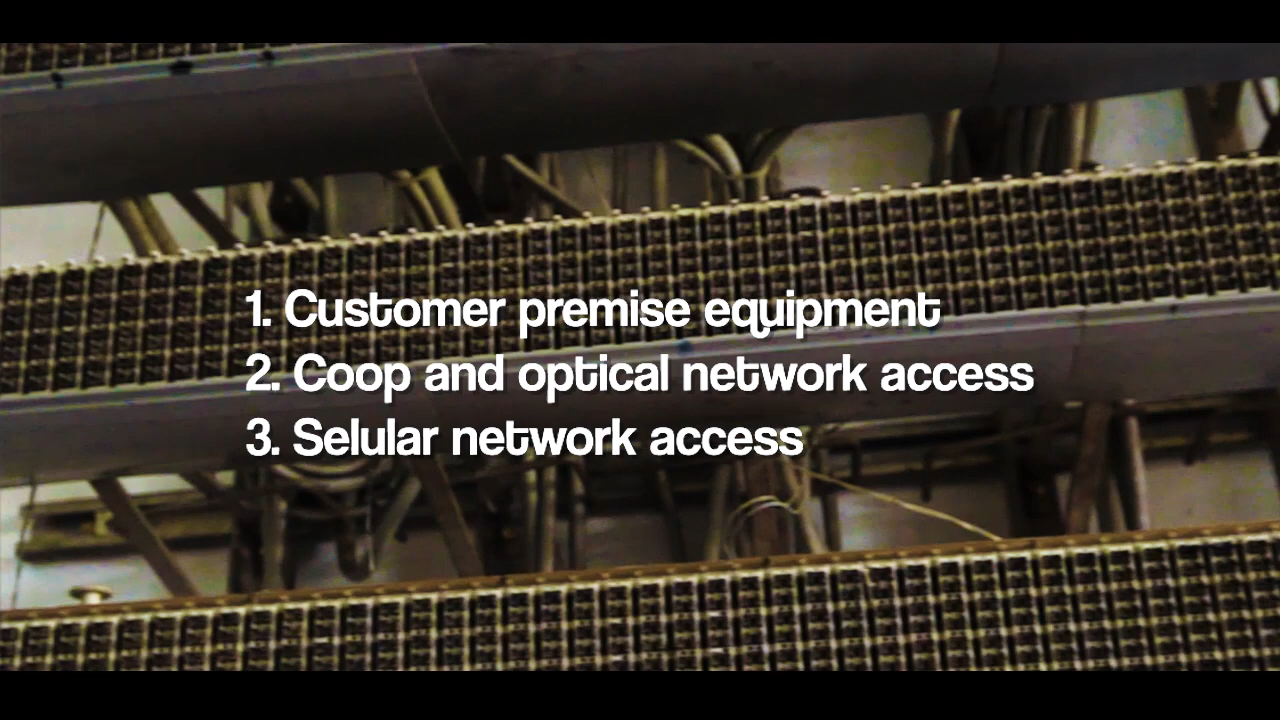 1. Customer premise equipment
2. Coop and optical network access
3. Selular network access